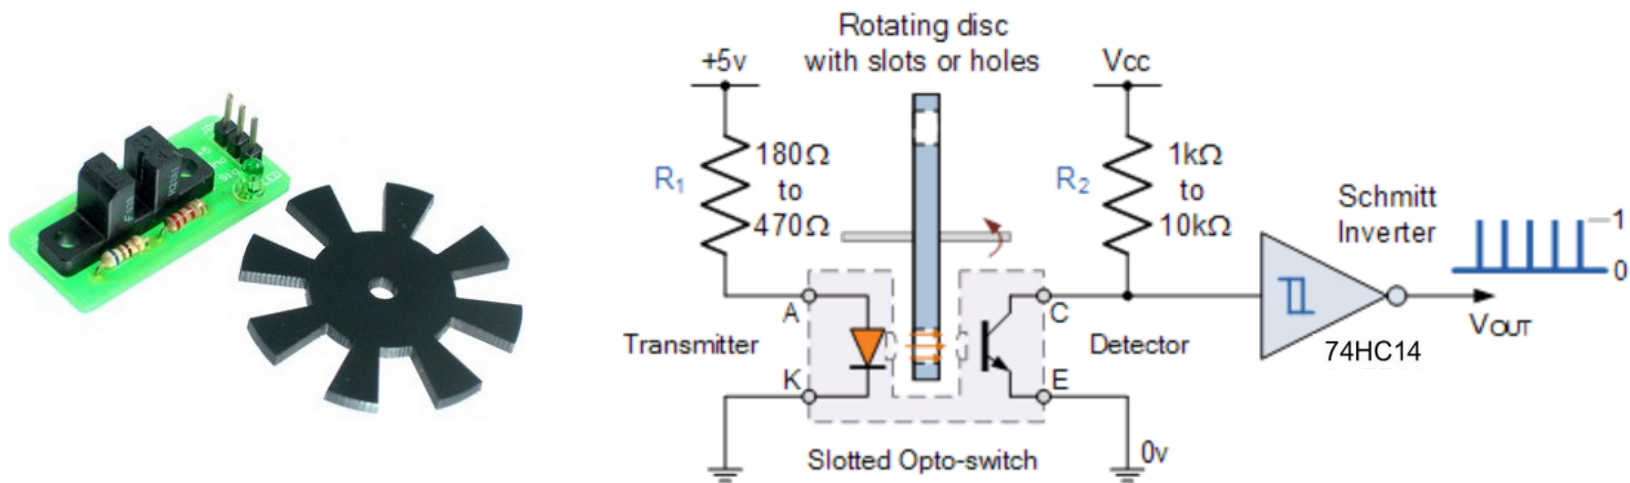 Rotating disc
with slots or holes
+5v
Vcc
R1
180Ω
to
470Ω
R2
1kΩ
to
10kΩ
Schmitt
Inverter
1
0
A
C
Transmitter
Detector
74HC14
VOUT
K
E
Slotted Opto-switch
0v
LED